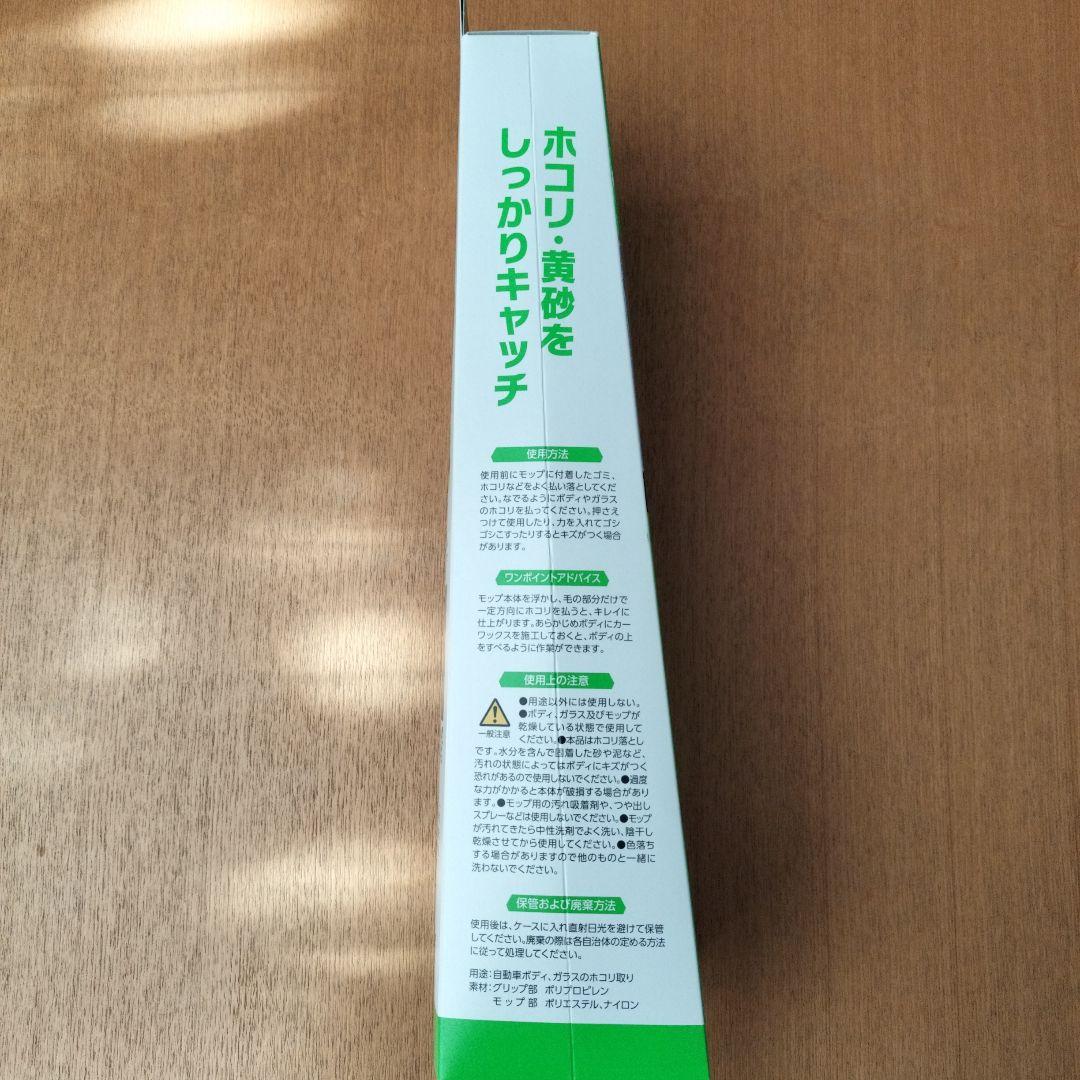 ホコリ・黄砂を
しっかりキャッチ
使用方法
使用前にモップに付着したゴミ、
ホコリなどをよく払い落としてくだ
さい。なでるようにボディやガラス
のホコリを払ってください。押さえ
つけて使用したり、力を入れてゴシ
ゴシこすったりするとキズがつく場合
があります。
ワンポイントアドバイス
モップ本体を浮かし、毛の部分だけで
一定方向にホコリを払うと、キレイに
仕上がります。あらかじめボディにカー
ワックスを施工しておくと、ボディの上
をすべるように作業ができます。
使用上の注意
一般注意
●用途以外には使用しない。
●ボディ、ガラス及びモップが
乾燥している状態で使用して
ください。●本品はホコリ落とし
です。水分を含んで固着した砂や泥など、
汚れの状態によってはボディにキズがつく
恐れがあるので使用しないでください。●過度
な力がかかると本体が破損する場合があり
ます。●モップ用の汚れ吸着剤や、つや出し
スプレーなどは使用しないでください。●モップ
が汚れてきたら中性洗剤でよく洗い、陰干し
乾燥させてから使用してください。●色落ち
する場合がありますので他のものと一緒に
洗わないでください。
保管および廃棄方法
使用後は、ケースに入れ直射日光を避けて保管
してください。廃棄の際は各自治体の定める方法
に従って処理してください。
用途：自動車ボディ、ガラスのホコリ取り
素材：グリップ部 ポリプロピレン
モップ部 ポリエステル、ナイロン